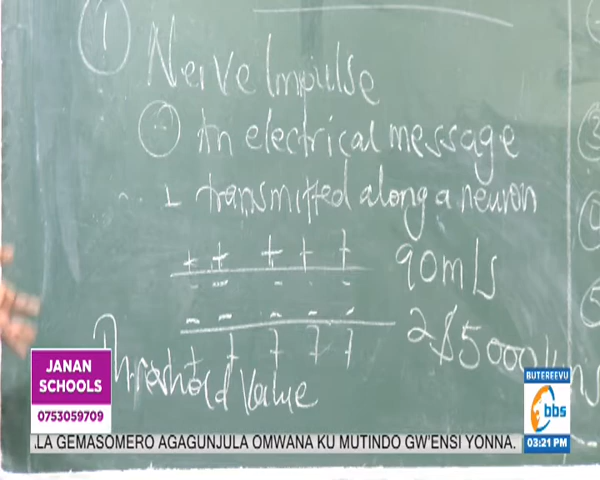 1
Nerve Impulse
An electrical message
transmitted along a neuron
+ + + + +
90m/s
- - - - -
- - - - -
+ + + + +
Threshold Value
JANAN
SCHOOLS
0753059709
BUTEREEVU
bbs
03:21 PM
.LA GEMASOMERO AGAGUNJULA OMWANA KU MUTINDO GW'ENSI YONNA.